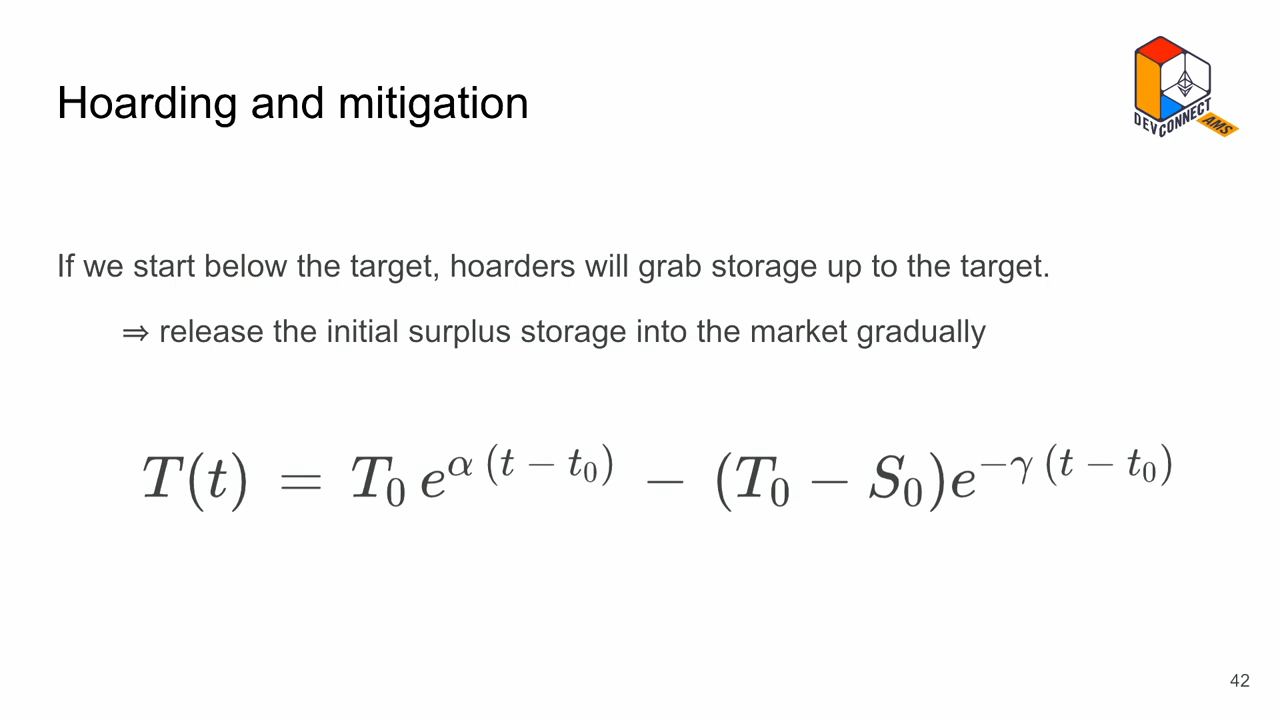 Hoarding and mitigation
DEVCONNECT
AMS
If we start below the target, hoarders will grab storage up to the target.
⇒ release the initial surplus storage into the market gradually
T(t) = T₀ e^{α (t − t₀)} − (T₀ − S₀)e^{−γ (t − t₀)}
42